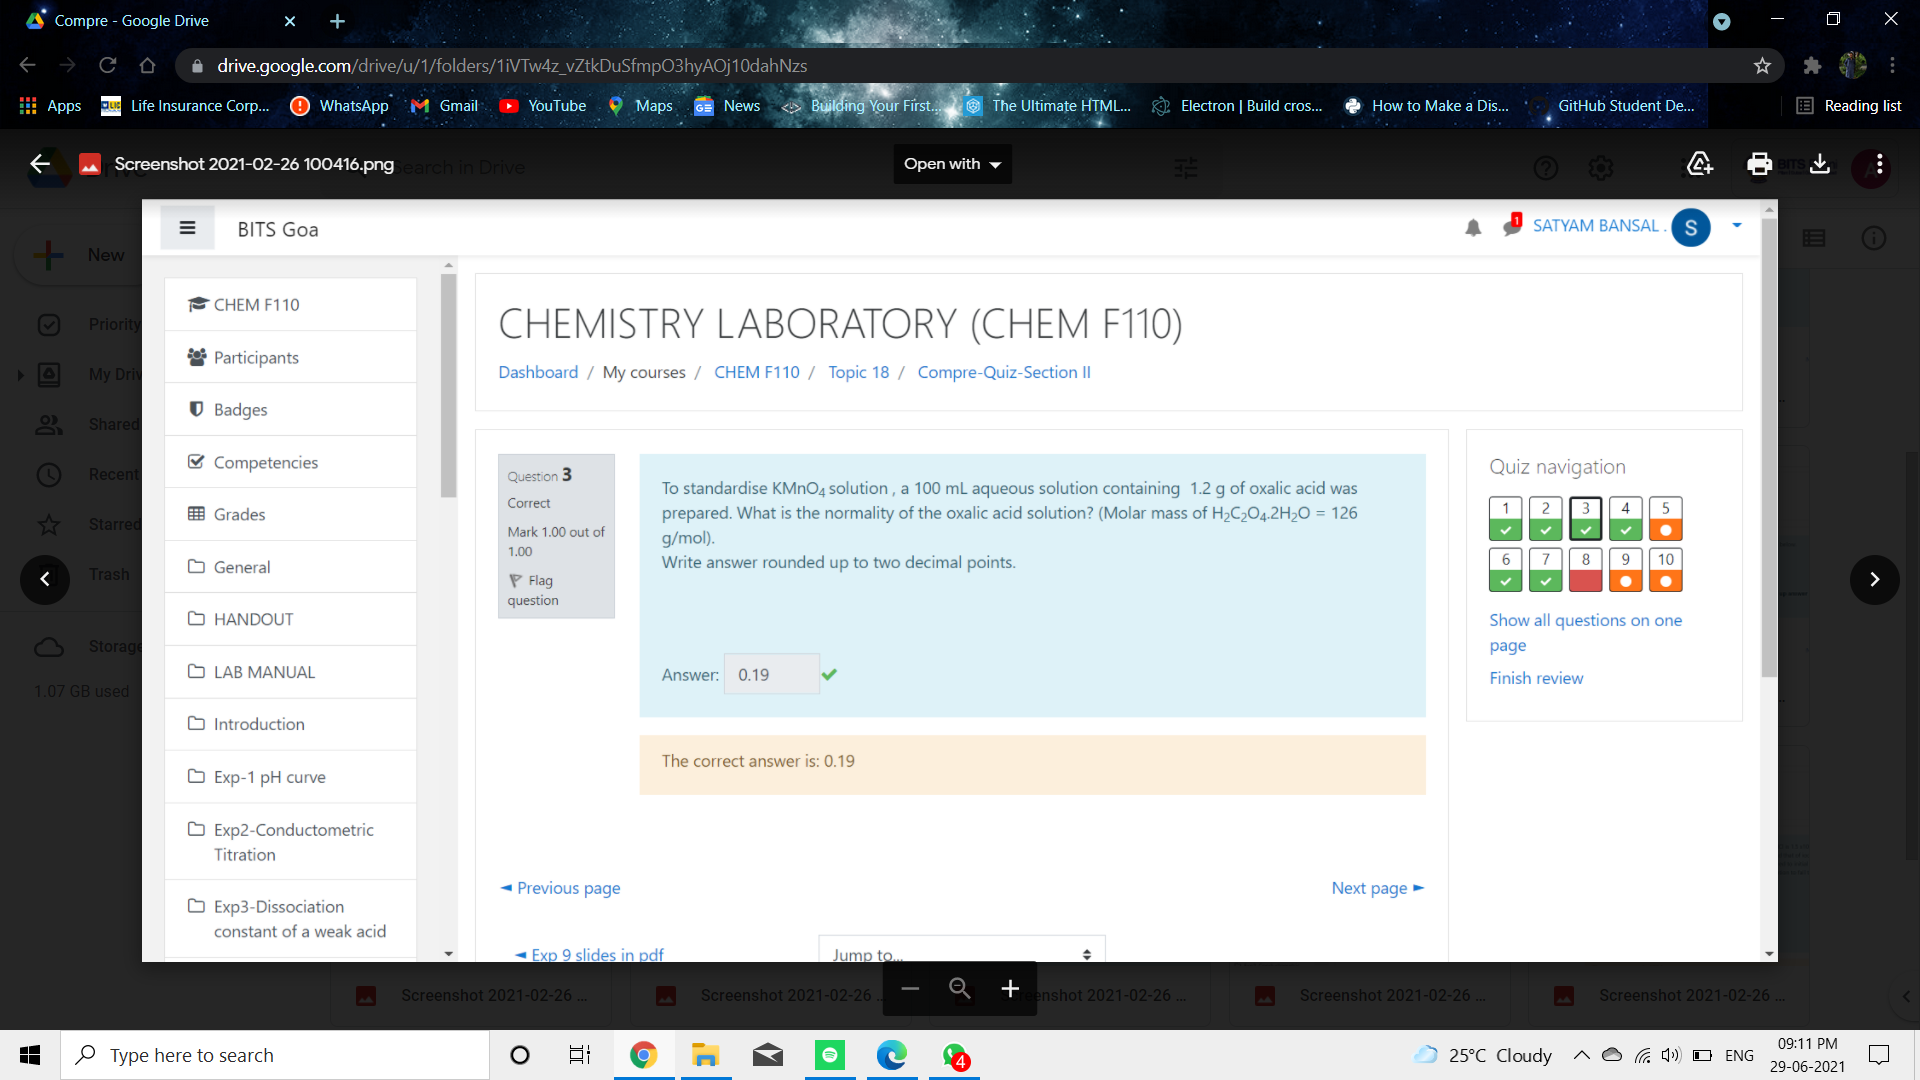 Compre - Google Drive
drive.google.com/drive/u/1/folders/1iVTw4z_vZtkDuSfmpO3hyAOj10dahNzs
Apps
Life Insurance Corp...
WhatsApp
Gmail
YouTube
Maps
News
Building Your First...
The Ultimate HTML...
Electron | Build cros...
How to Make a Dis...
GitHub Student De...
Reading list
Screenshot 2021-02-26 100416.png
Search in Drive
Open with
New
Priority
My Driv
Shared
Recent
Starred
Trash
Storage
1.07 GB used
BITS Goa
1
SATYAM BANSAL .
S
CHEM F110
Participants
Badges
Competencies
Grades
General
HANDOUT
LAB MANUAL
Introduction
Exp-1 pH curve
Exp2-Conductometric
Titration
Exp3-Dissociation
constant of a weak acid
CHEMISTRY LABORATORY (CHEM F110)
Dashboard / My courses / CHEM F110 / Topic 18 / Compre-Quiz-Section II
Question 3
Correct
Mark 1.00 out of
1.00
Flag
question
To standardise KMnO₄ solution , a 100 mL aqueous solution containing 1.2 g of oxalic acid was
prepared. What is the normality of the oxalic acid solution? (Molar mass of H₂C₂O₄.2H₂O = 126
g/mol).
Write answer rounded up to two decimal points.
Answer: 0.19
The correct answer is: 0.19
◄ Previous page
Next page ►
◄ Exp 9 slides in pdf
Jump to...
Quiz navigation
1 2 3 4 5
6 7 8 9 10
Show all questions on one
page
Finish review
Screenshot 2021-02-26 ...
Screenshot 2021-02-26 ...
Screenshot 2021-02-26 ...
Screenshot 2021-02-26 ...
Screenshot 2021-02-26 ...
Type here to search
4
25°C Cloudy
ENG
09:11 PM
29-06-2021